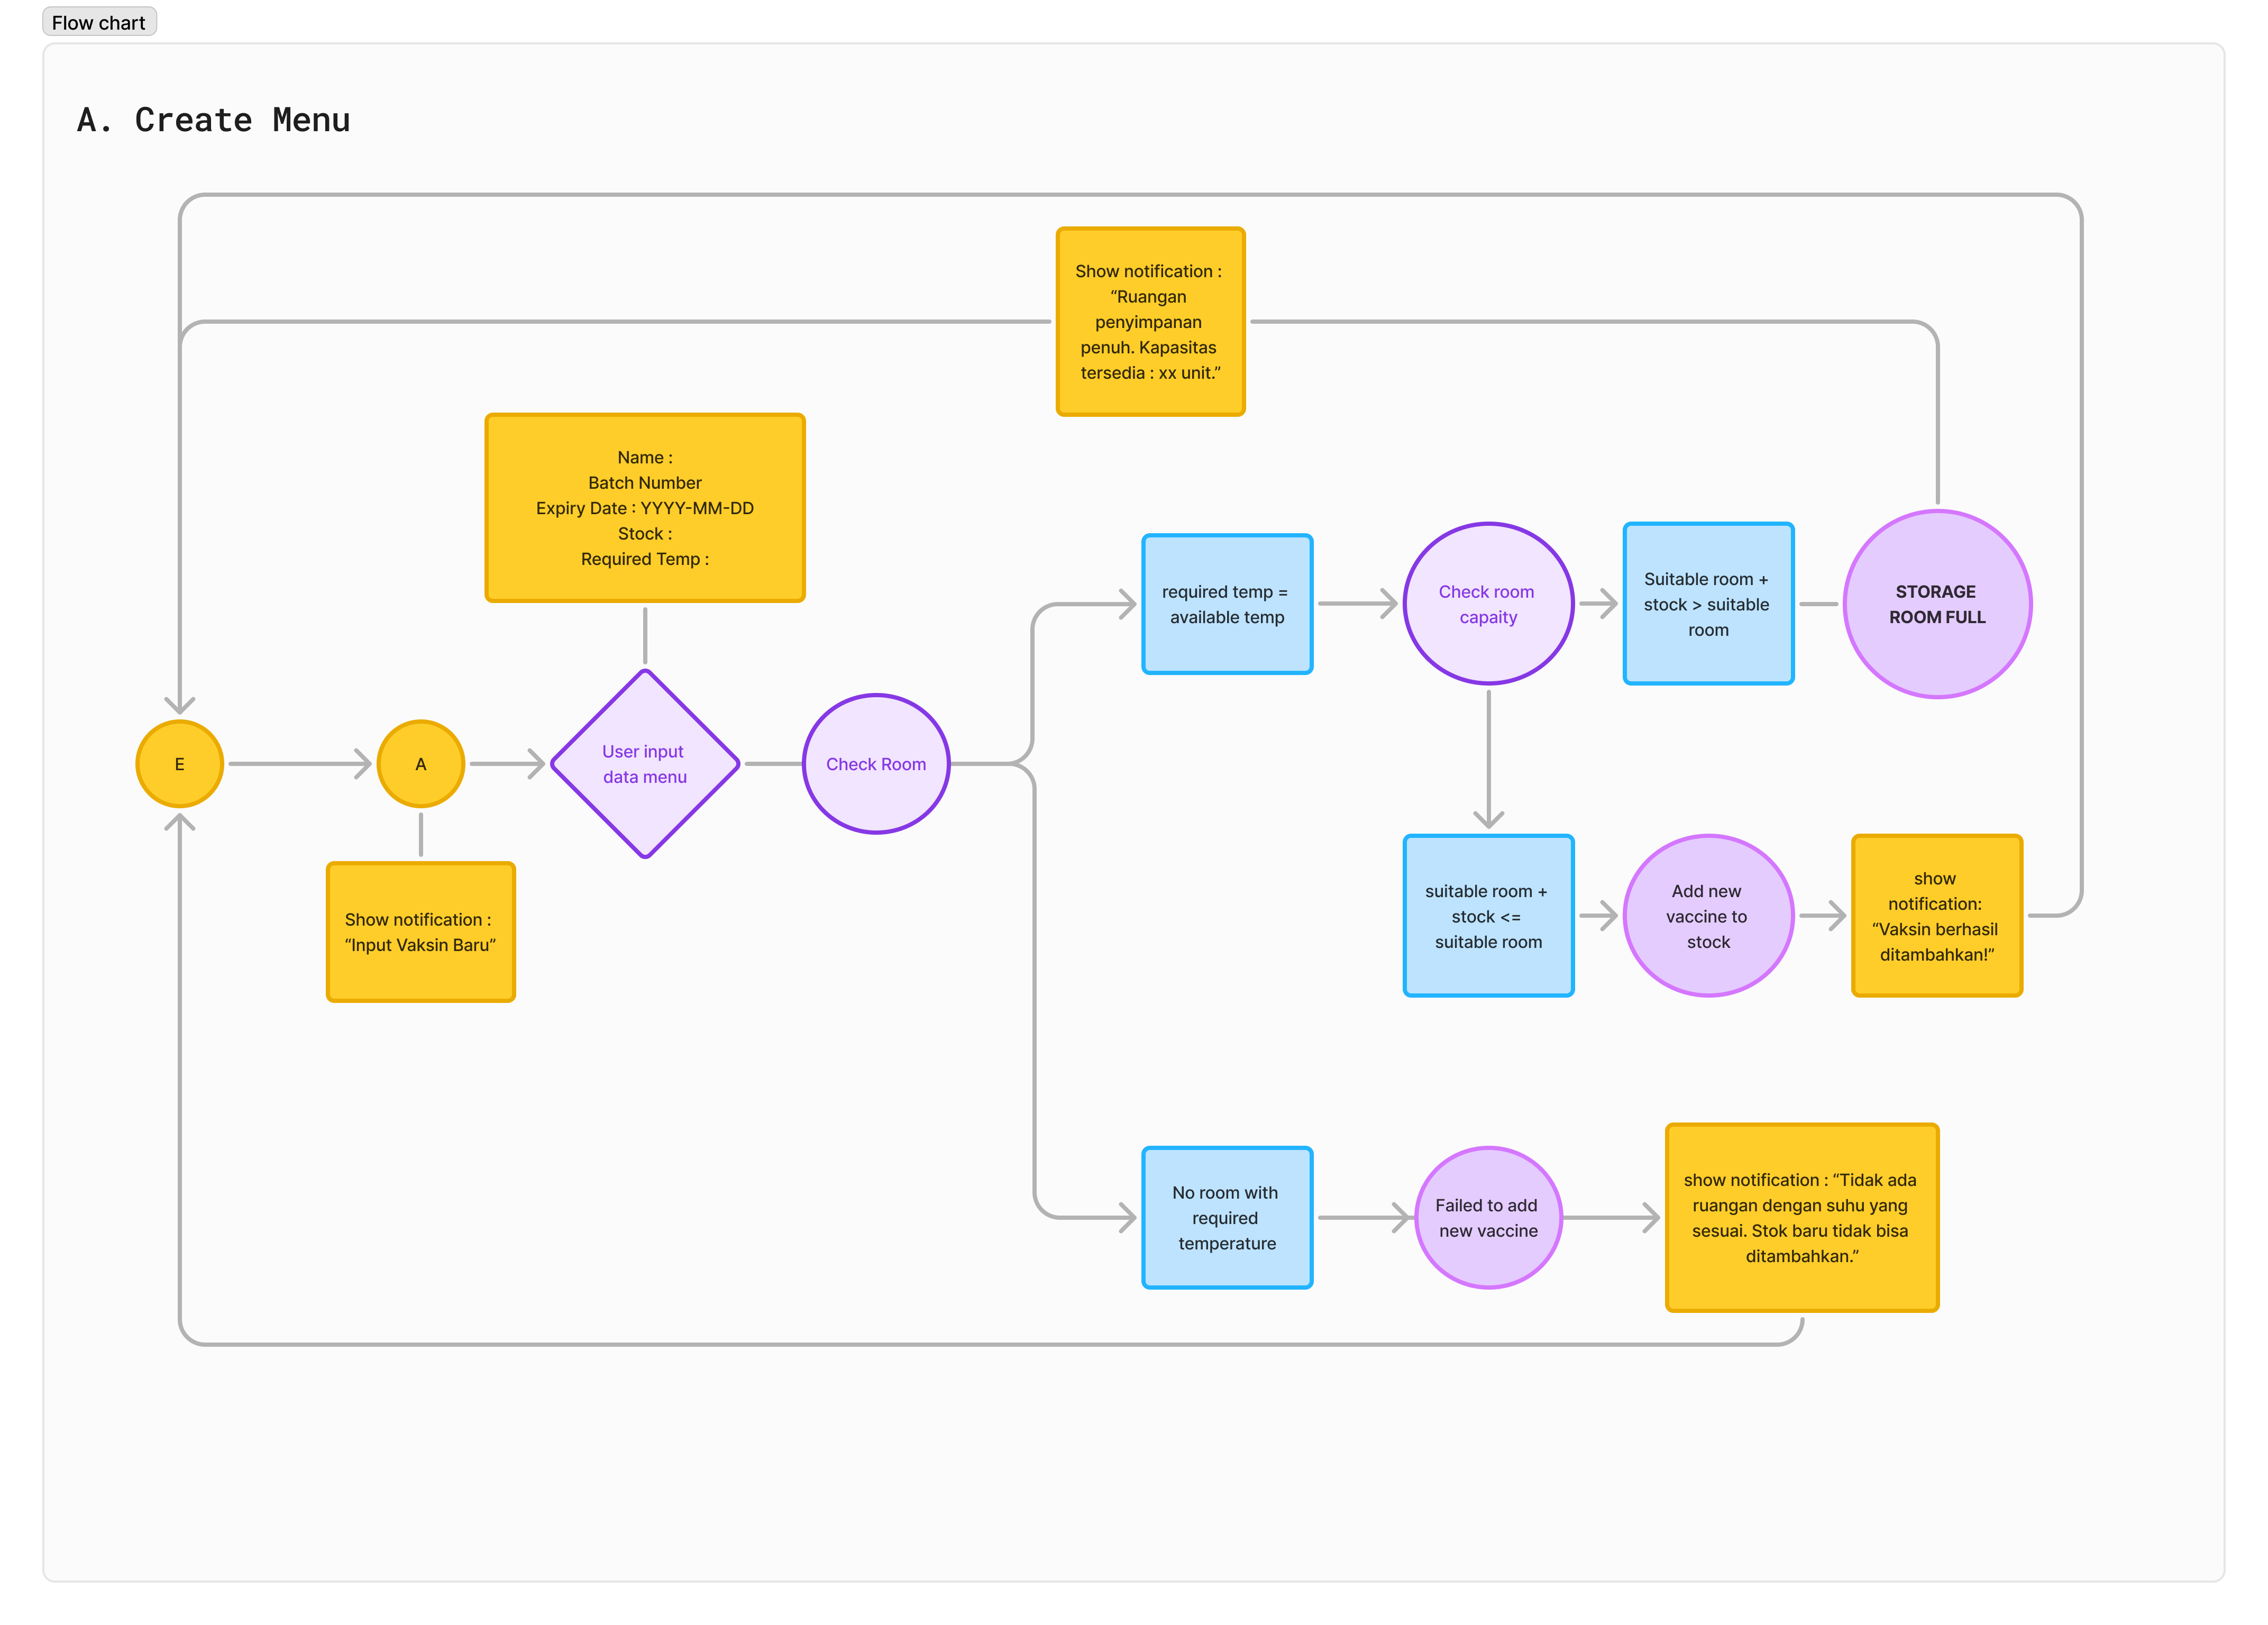 Flow chart
A. Create Menu
Show notification :
“Ruangan
penyimpanan
penuh. Kapasitas
tersedia : xx unit.”
Name :
Batch Number
Expiry Date : YYYY-MM-DD
Stock :
Required Temp :
required temp =
available temp
Check room
capaity
Suitable room +
stock > suitable
room
STORAGE
ROOM FULL
E
A
User input
data menu
Check Room
Show notification :
“Input Vaksin Baru”
suitable room +
stock <=
suitable room
Add new
vaccine to
stock
show
notification:
“Vaksin berhasil
ditambahkan!”
No room with
required
temperature
Failed to add
new vaccine
show notification : “Tidak ada
ruangan dengan suhu yang
sesuai. Stok baru tidak bisa
ditambahkan.”